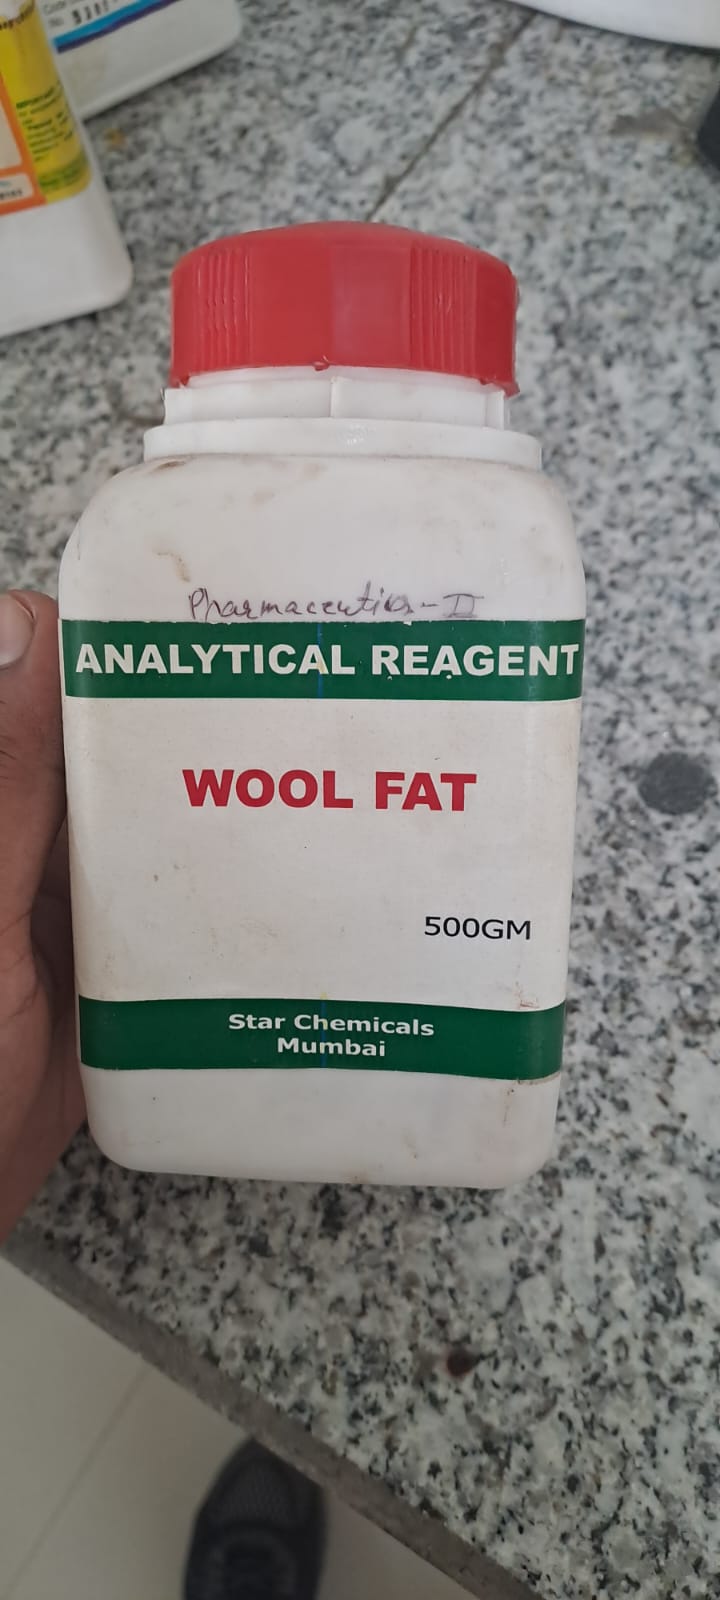 Pharmaceutics-II
ANALYTICAL REAGENT
WOOL FAT
500GM
Star Chemicals
Mumbai